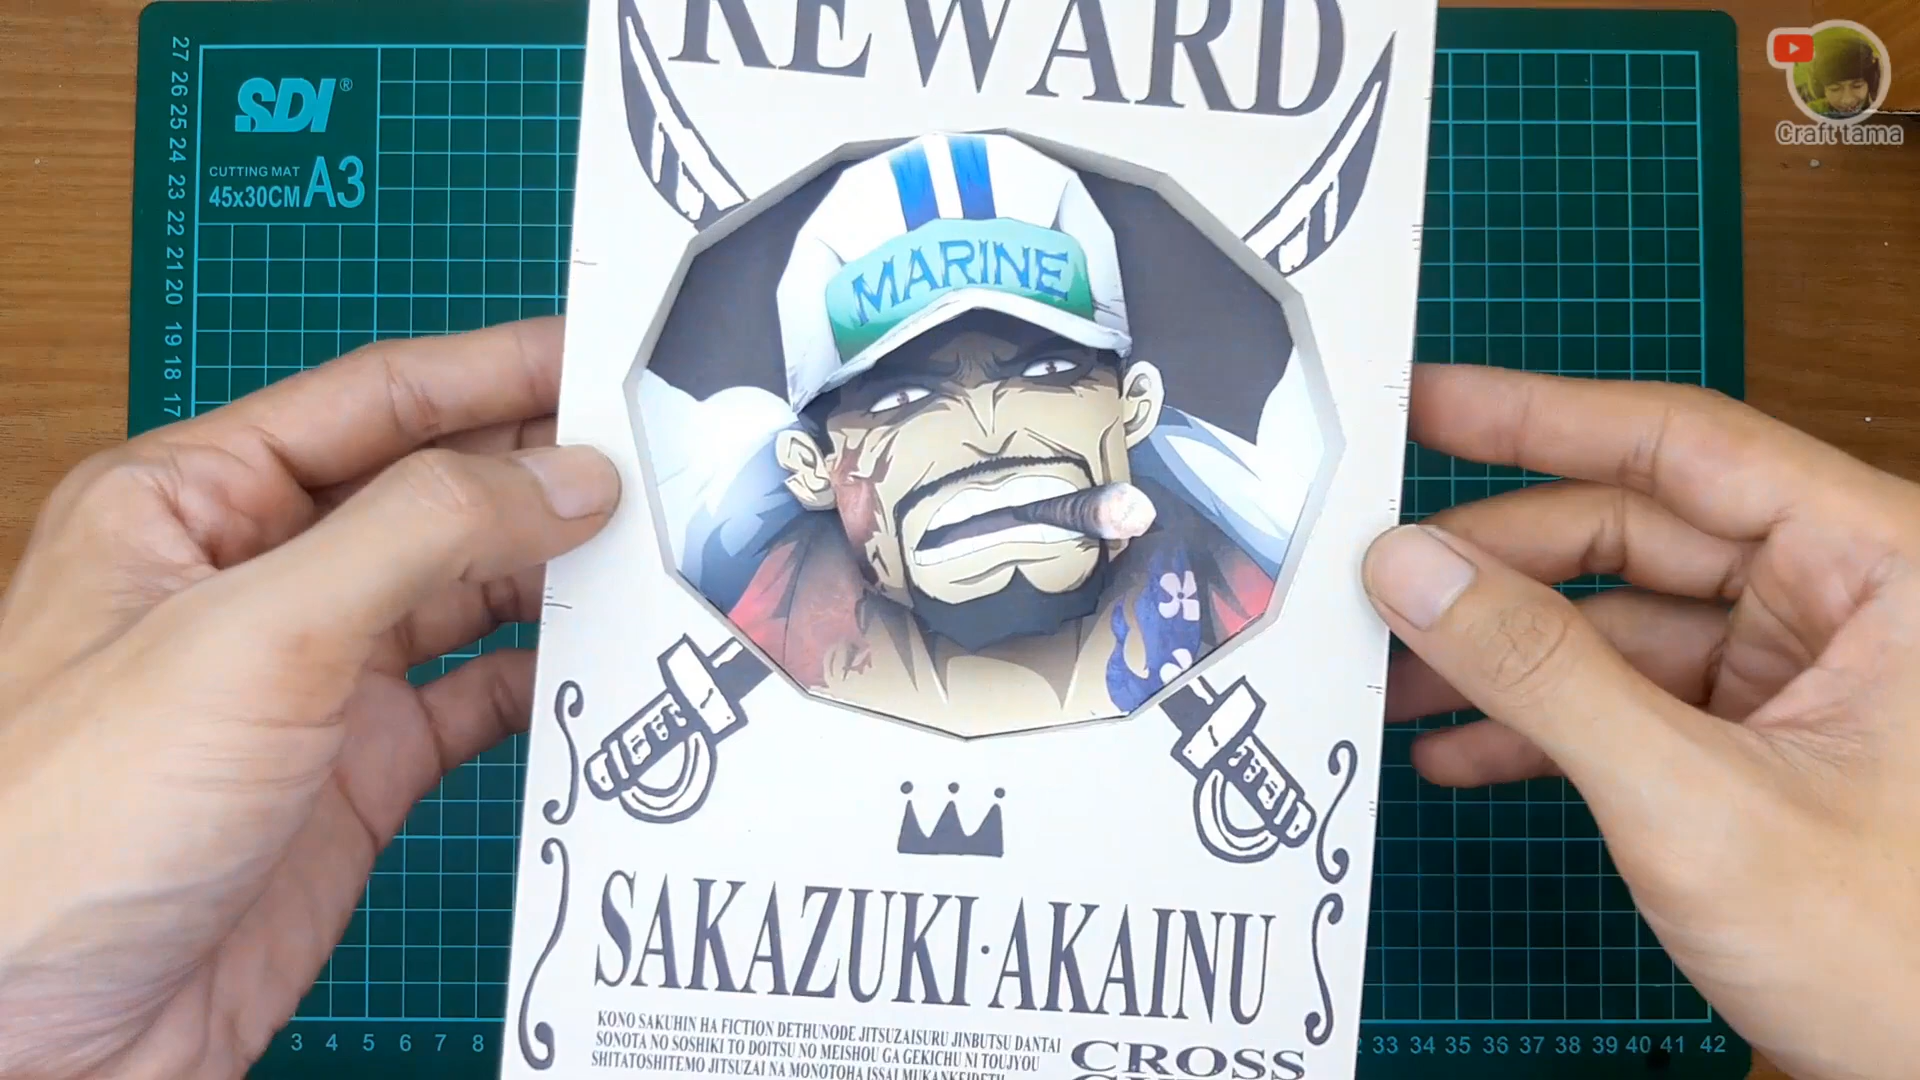 REWARD
SDI®
CUTTING MAT
45x30CM A3
Craft tama
MARINE
SAKAZUKI·AKAINU
KONO SAKUHIN HA FICTION DETHUNODE JITSUZAISURU JINBUTSU DANTAI
SONOTA NO SOSHIKI TO DOITSU NO MEISHOU GA GEKICHU NI TOUJYOU
SHITATOSHITEMO JITSUZAI NA MONOTOHA ISSAI MUKANKEIDETH
CROSS
27
26
25
24
23
22
21
20
19
18
17
3 4 5 6 7 8
33 34 35 36 37 38 39 40 41 42